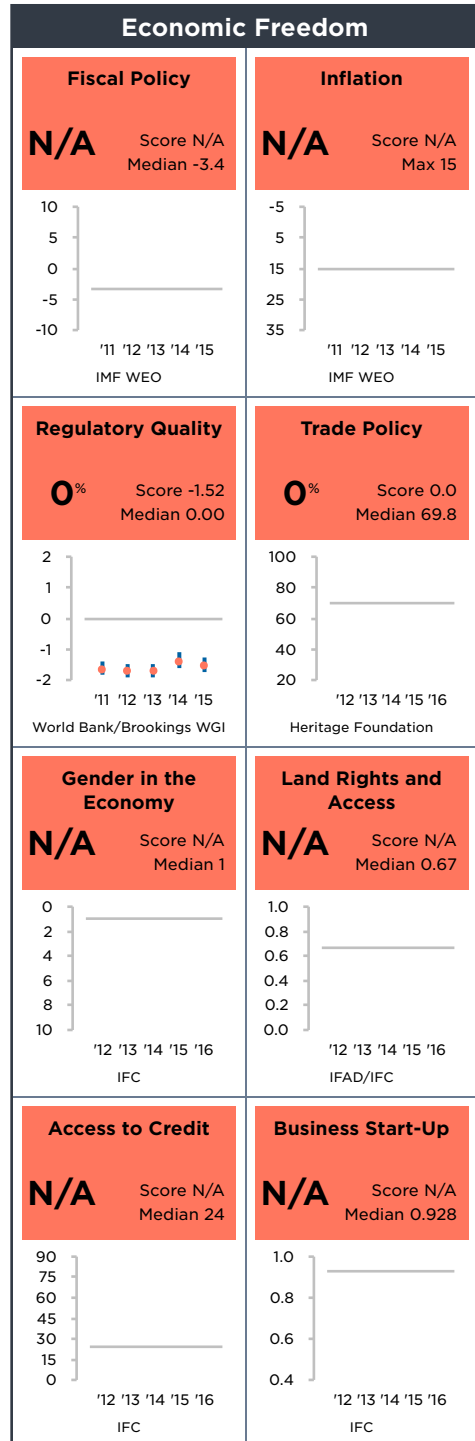 Economic Freedom
Fiscal Policy
N/A
Score N/A
Median -3.4
10
5
0
-5
-10
'11 '12 '13 '14 '15
IMF WEO
Inflation
N/A
Score N/A
Max 15
-5
5
15
25
35
'11 '12 '13 '14 '15
IMF WEO
Regulatory Quality
0%
Score -1.52
Median 0.00
2
1
0
-1
-2
'11 '12 '13 '14 '15
World Bank/Brookings WGI
Trade Policy
0%
Score 0.0
Median 69.8
100
80
60
40
20
'12 '13 '14 '15 '16
Heritage Foundation
Gender in the
Economy
N/A
Score N/A
Median 1
0
2
4
6
8
10
'12 '13 '14 '15 '16
IFC
Land Rights and
Access
N/A
Score N/A
Median 0.67
1.0
0.8
0.6
0.4
0.2
0.0
'12 '13 '14 '15 '16
IFAD/IFC
Access to Credit
N/A
Score N/A
Median 24
90
75
60
45
30
15
0
'12 '13 '14 '15 '16
IFC
Business Start-Up
N/A
Score N/A
Median 0.928
1.0
0.8
0.6
0.4
'12 '13 '14 '15 '16
IFC